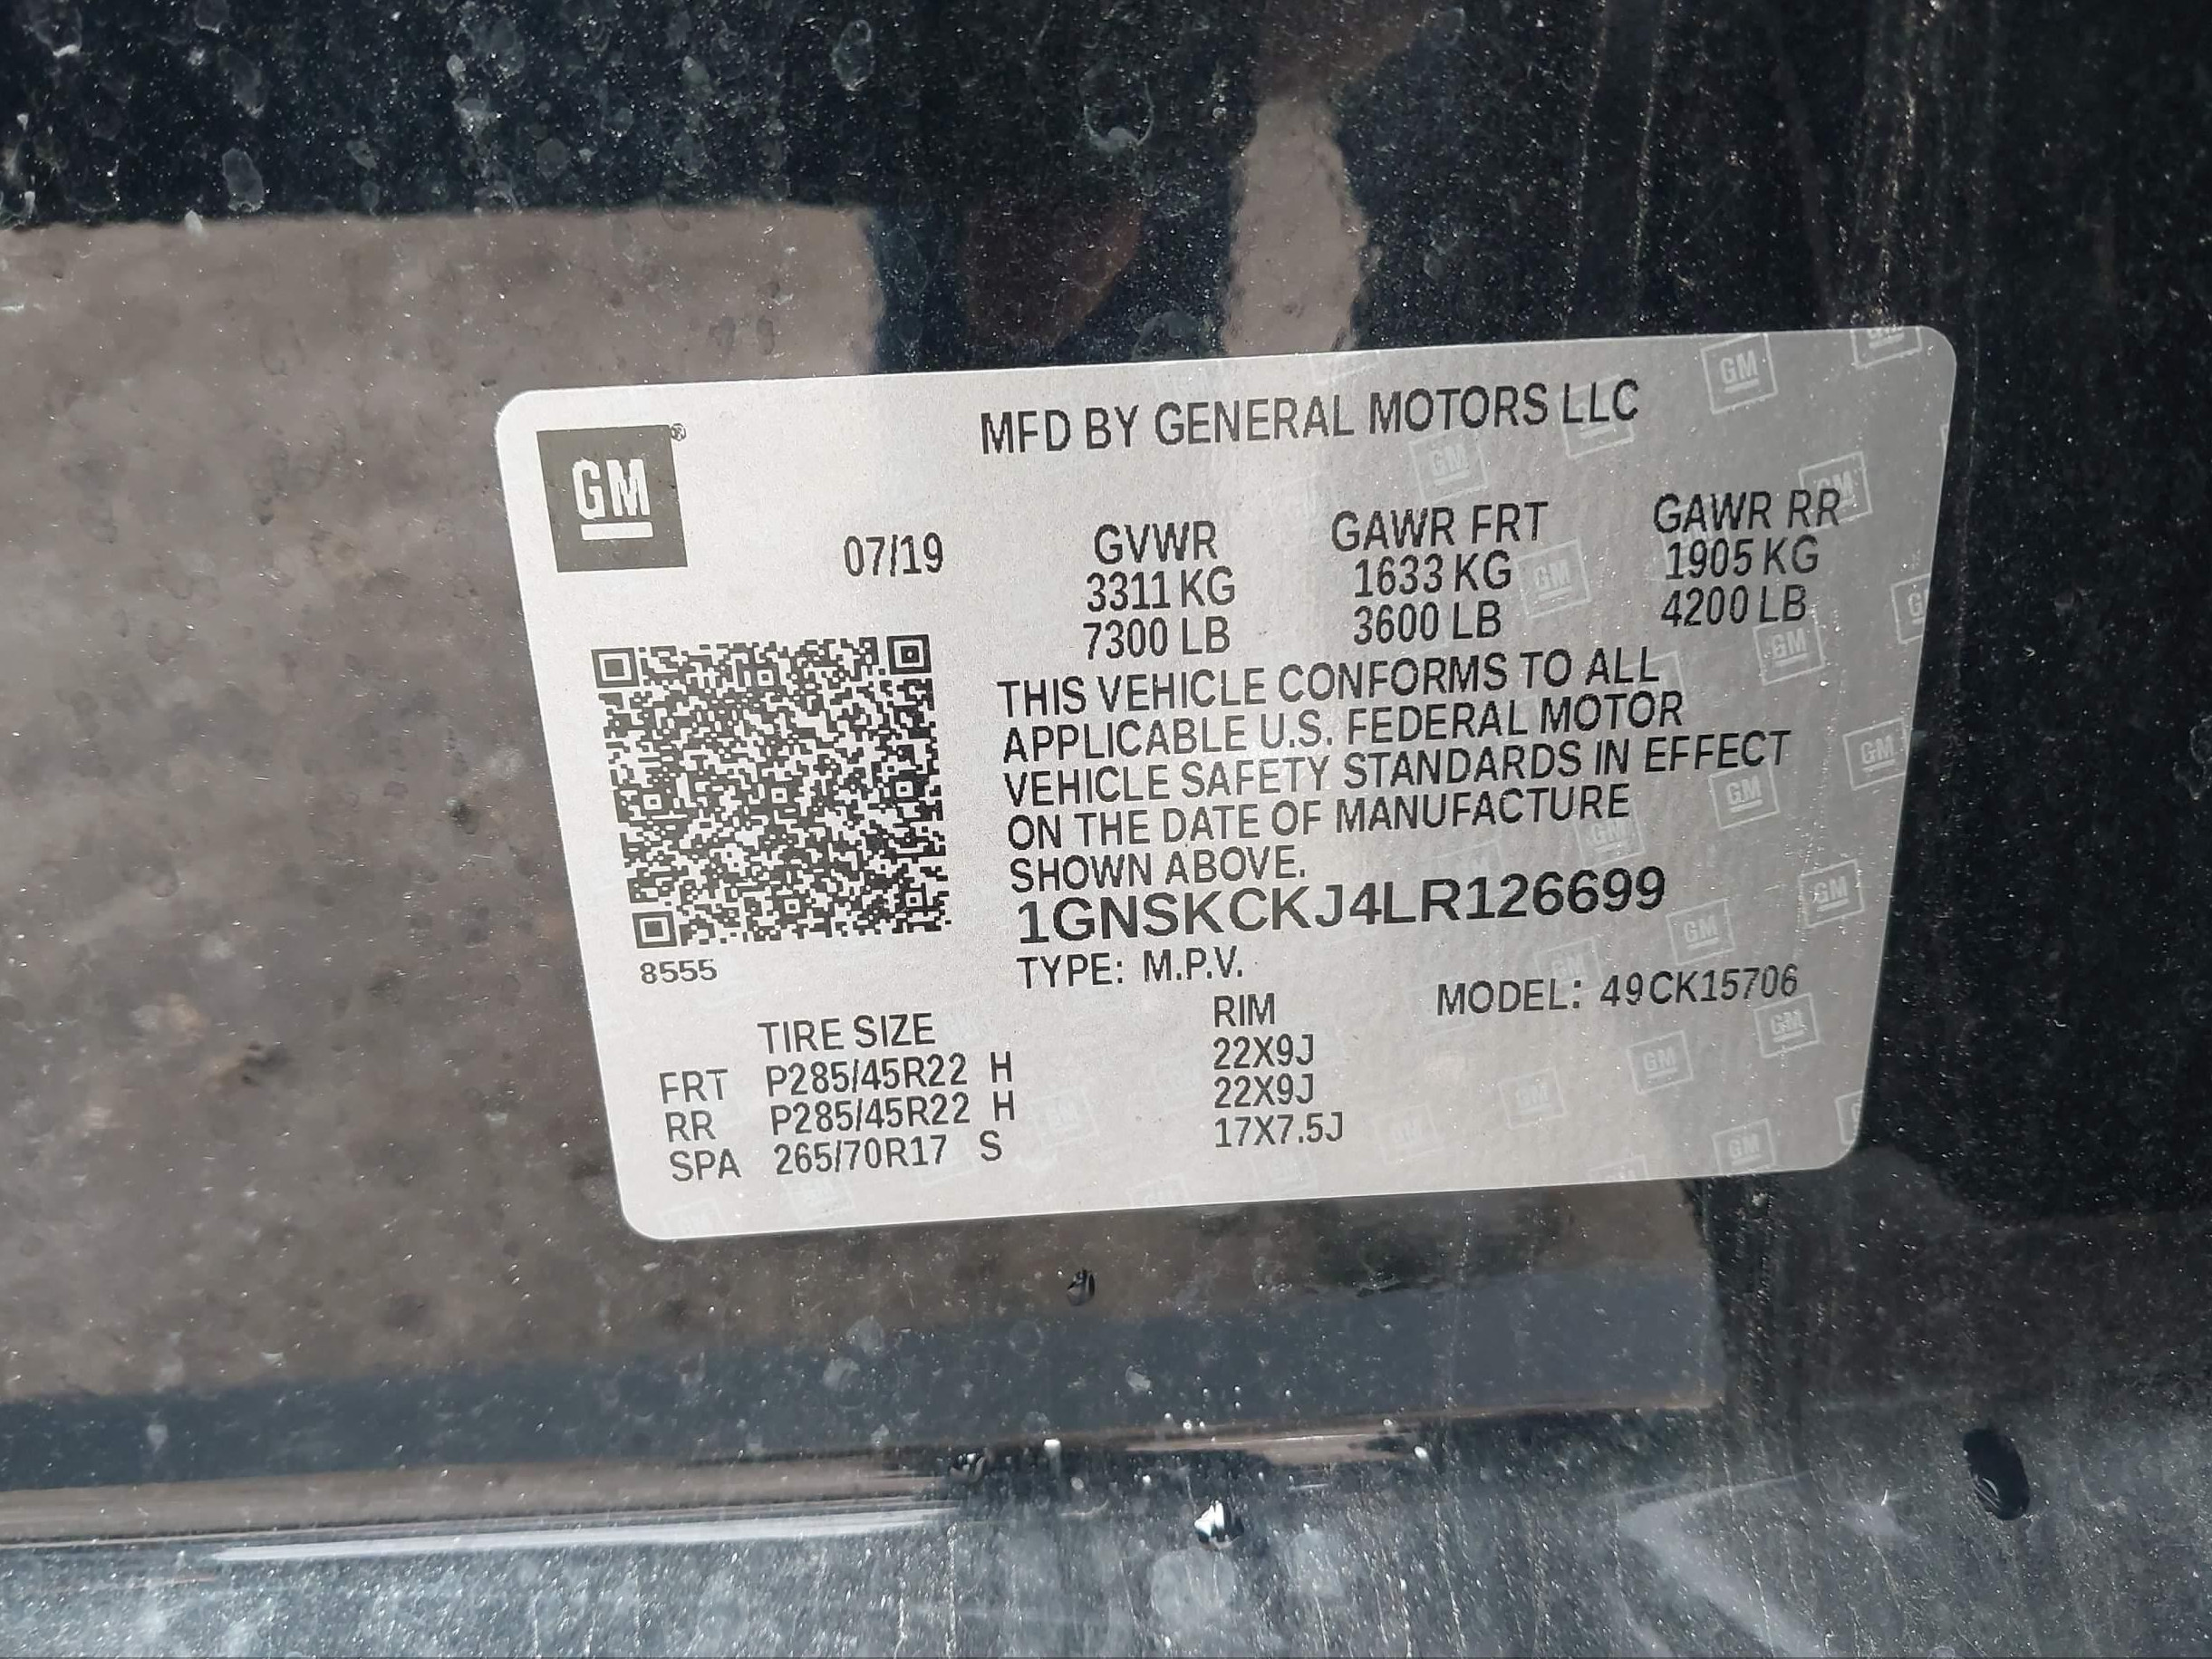 GM®
MFD BY GENERAL MOTORS LLC
07/19
GVWR GAWR FRT GAWR RR
3311 KG 1633 KG 1905 KG
7300 LB 3600 LB 4200 LB
THIS VEHICLE CONFORMS TO ALL
APPLICABLE U.S. FEDERAL MOTOR
VEHICLE SAFETY STANDARDS IN EFFECT
ON THE DATE OF MANUFACTURE
SHOWN ABOVE.
1GNSKCKJ4LR126699
8555
TYPE: M.P.V. MODEL: 49CK15706
TIRE SIZE RIM
FRT P285/45R22 H 22X9J
RR P285/45R22 H 22X9J
SPA 265/70R17 S 17X7.5J